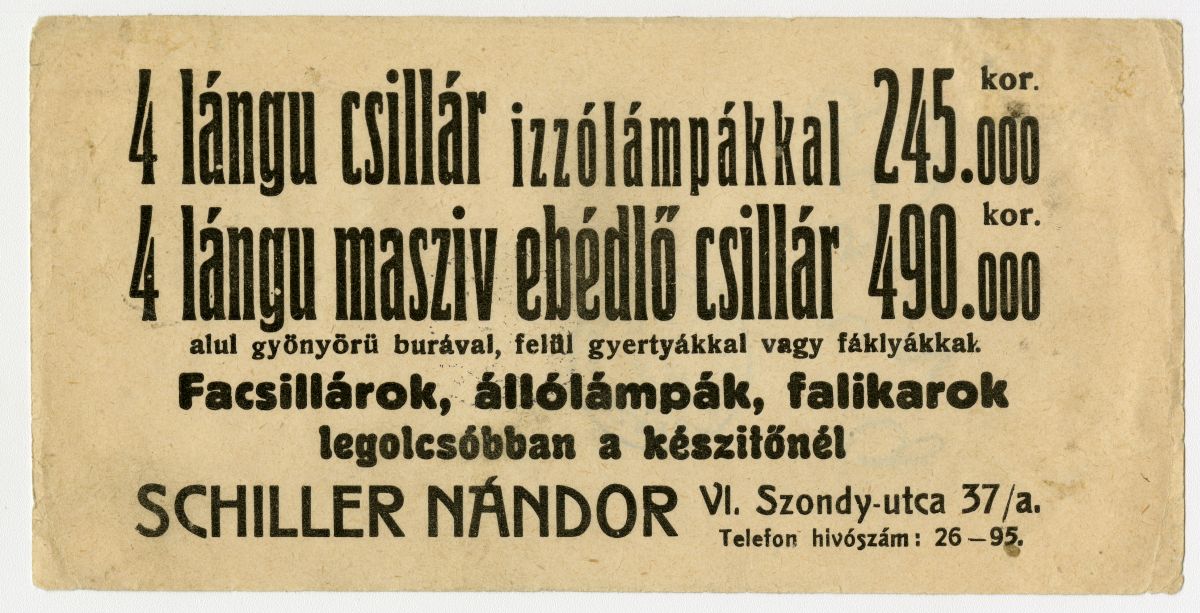 4 lángu csillár izzólámpákkal 245.000 kor.
4 lángu masziv ebédlő csillár 490.000 kor.
alul gyönyörü burával, felül gyertyákkal vagy fáklyákkal.
Facsillárok, állólámpák, falikarok
legolcsóbban a készitőnél
SCHILLER NÁNDOR VI. Szondy-utca 37/a.
Telefon hivószám: 26—95.